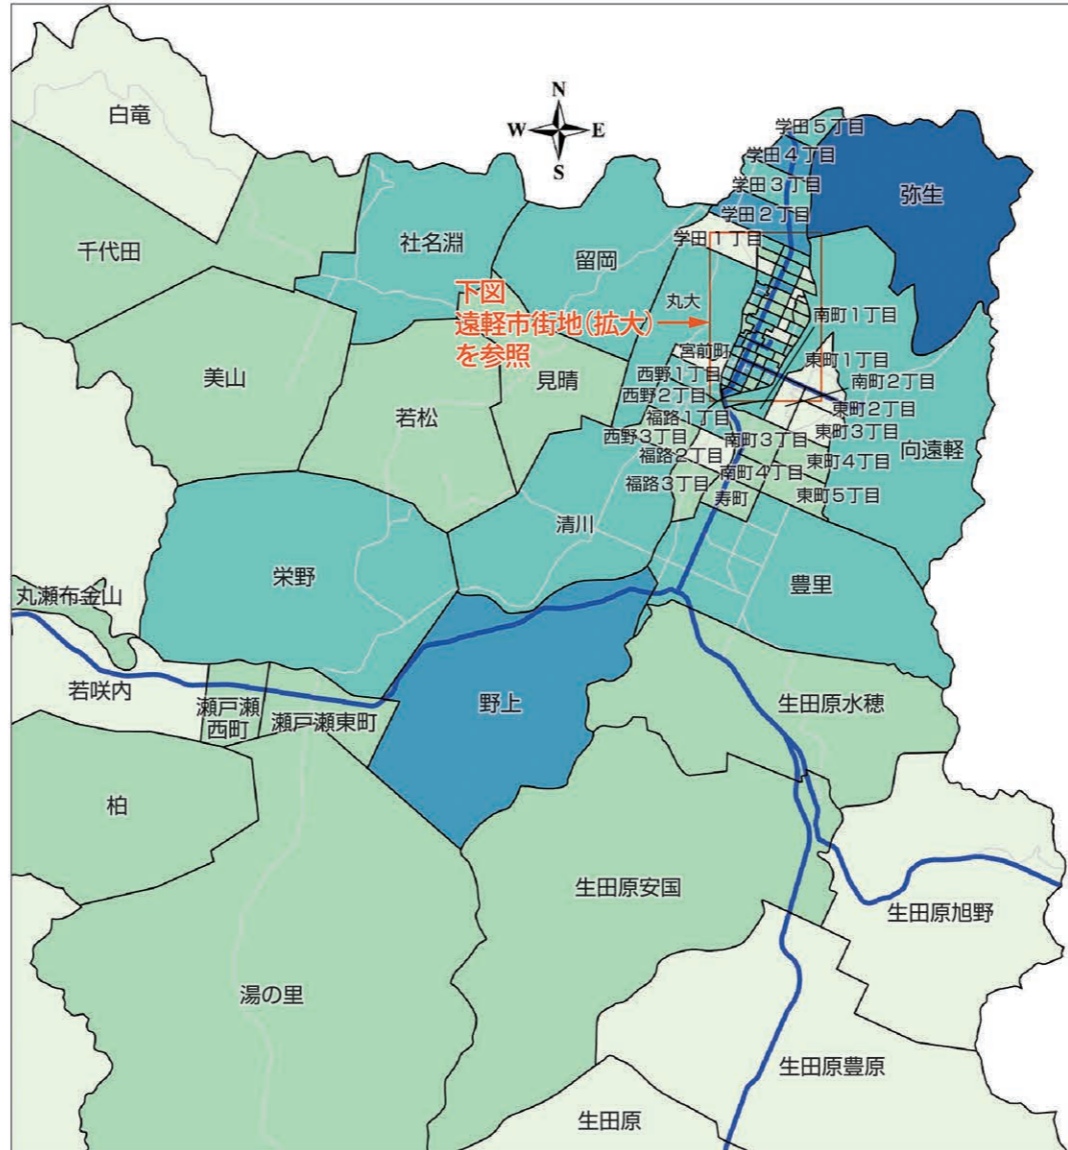 N
W
E
S
白竜
学田5丁目
学田4丁目
学田3丁目
学田2丁目
学田1丁目
弥生
社名淵
留岡
千代田
丸大
下図
遠軽市街地(拡大)
を参照
南町1丁目
宮前町
東町1丁目
西野1丁目
南町2丁目
西野2丁目
東町2丁目
福路1丁目
東町3丁目
西野3丁目
南町3丁目
向遠軽
福路2丁目
東町4丁目
南町4丁目
福路3丁目
寿町
東町5丁目
美山
若松
見晴
清川
栄野
豊里
丸瀬布金山
若咲内
瀬戸瀬
西町
瀬戸瀬東町
野上
生田原水穂
柏
生田原安国
生田原旭野
湯の里
生田原豊原
生田原